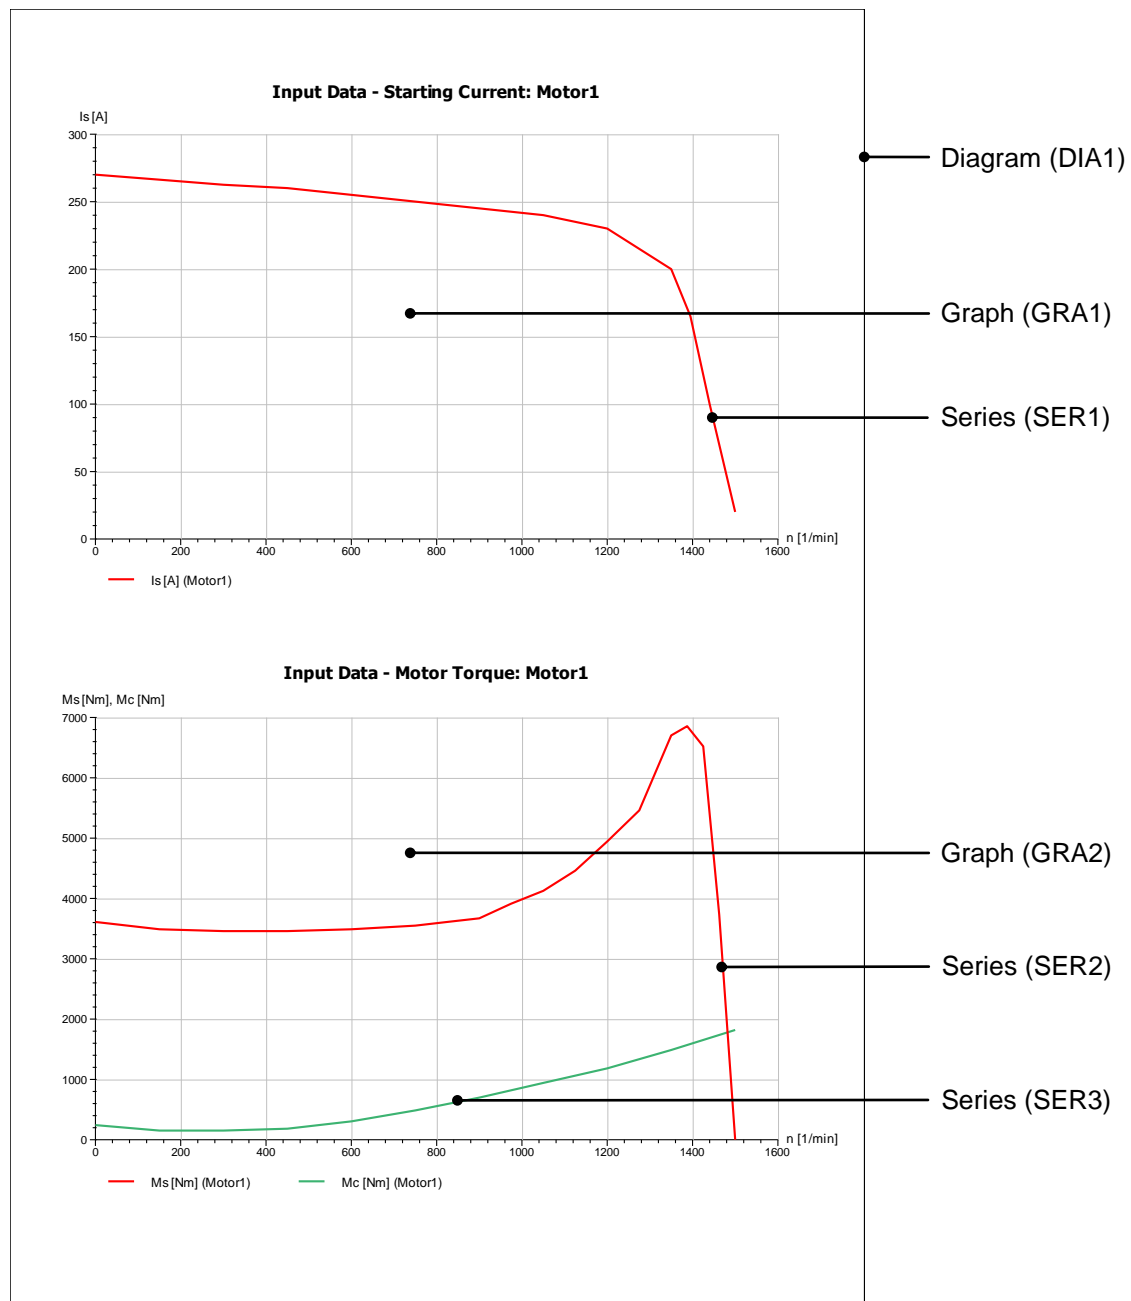 Input Data - Starting Current: Motor1
Is [A]
300
250
200
150
100
50
0
0 200 400 600 800 1000 1200 1400 1600
n [1/min]
Is [A] (Motor1)
Diagram (DIA1)
Graph (GRA1)
Series (SER1)
Input Data - Motor Torque: Motor1
Ms [Nm], Mc [Nm]
7000
6000
5000
4000
3000
2000
1000
0
0 200 400 600 800 1000 1200 1400 1600
n [1/min]
Ms [Nm] (Motor1) Mc [Nm] (Motor1)
Graph (GRA2)
Series (SER2)
Series (SER3)